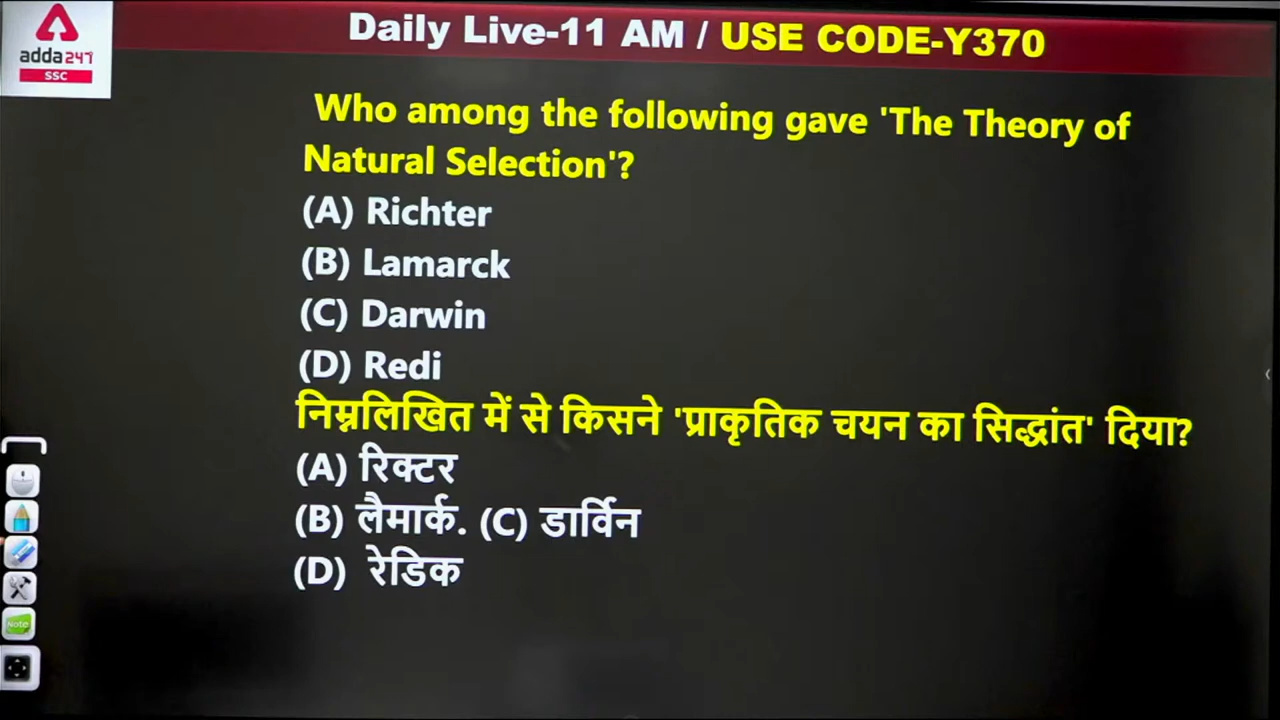 adda247
SSC
Daily Live-11 AM / USE CODE-Y370
Who among the following gave 'The Theory of
Natural Selection'?
(A) Richter
(B) Lamarck
(C) Darwin
(D) Redi
निम्नलिखित में से किसने 'प्राकृतिक चयन का सिद्धांत' दिया?
(A) रिक्टर
(B) लैमार्क. (C) डार्विन
(D) रेडिक
Note